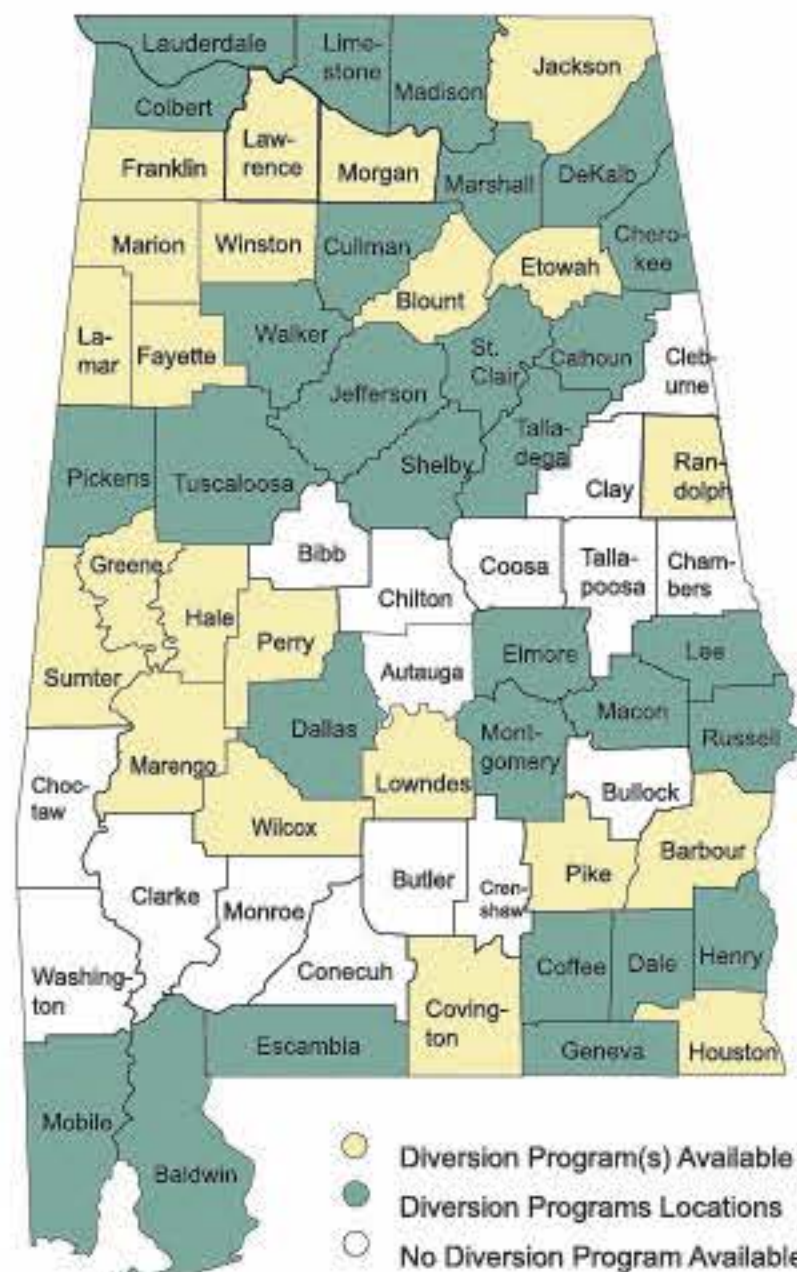 Lauderdale
Lime-
stone
Madison
Jackson
Colbert
Franklin
Law-
rence
Morgan
Marshall
DeKalb
Chero-
kee
Marion
Winston
Cullman
Blount
Etowah
La-
mar
Fayette
Walker
Jefferson
St.
Clair
Calhoun
Cleb-
urne
Pickens
Tuscaloosa
Shelby
Talla-
degal
Clay
Ran-
dolph
Greene
Hale
Bibb
Chilton
Coosa
Talla-
poosa
Cham-
bers
Sumter
Perry
Autauga
Elmore
Lee
Dallas
Macon
Russell
Marengo
Lowndes
Mont-
gomery
Bullock
Choc-
taw
Wilcox
Butler
Cren-
shaw
Pike
Barbour
Clarke
Monroe
Conecuh
Washing-
ton
Coffee
Dale
Henry
Coving-
ton
Escambia
Geneva
Houston
Mobile
Baldwin
Diversion Program(s) Available
Diversion Programs Locations
No Diversion Program Available